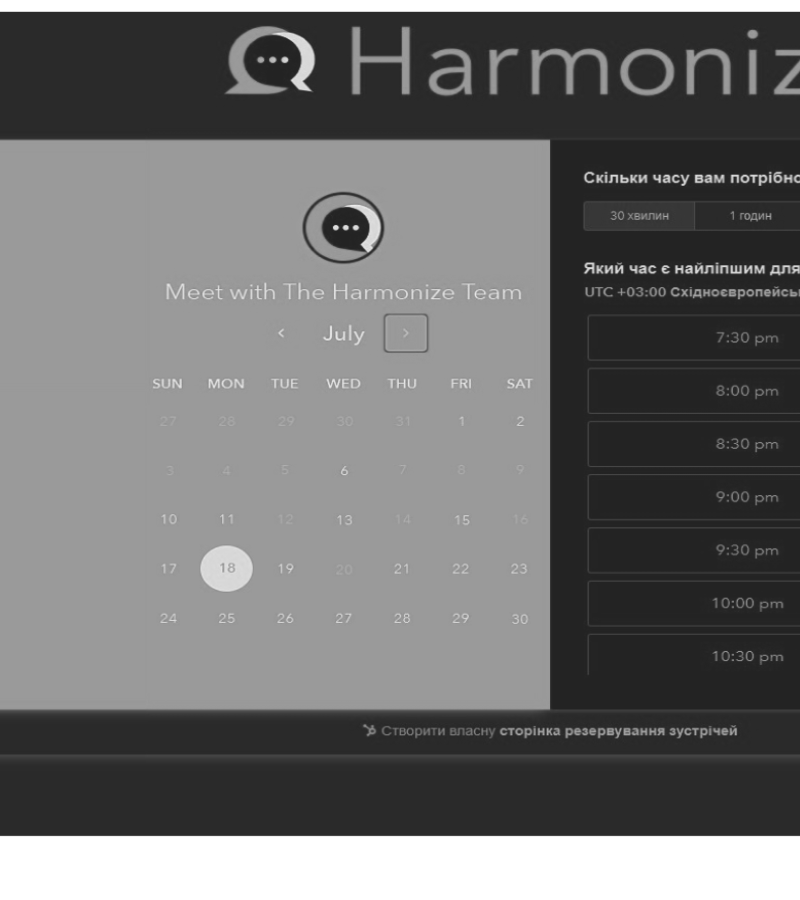 Harmoniz
Meet with The Harmonize Team
< July >
SUN MON TUE WED THU FRI SAT
27 28 29 30 31 1 2
3 4 5 6 7 8 9
10 11 12 13 14 15 16
17 18 19 20 21 22 23
24 25 26 27 28 29 30
Скільки часу вам потрібно
30 хвилин 1 годин
Який час є найліпшим для
UTC +03:00 Східноєвропейсь
7:30 pm
8:00 pm
8:30 pm
9:00 pm
9:30 pm
10:00 pm
10:30 pm
Створити власну сторінка резервування зустрічей